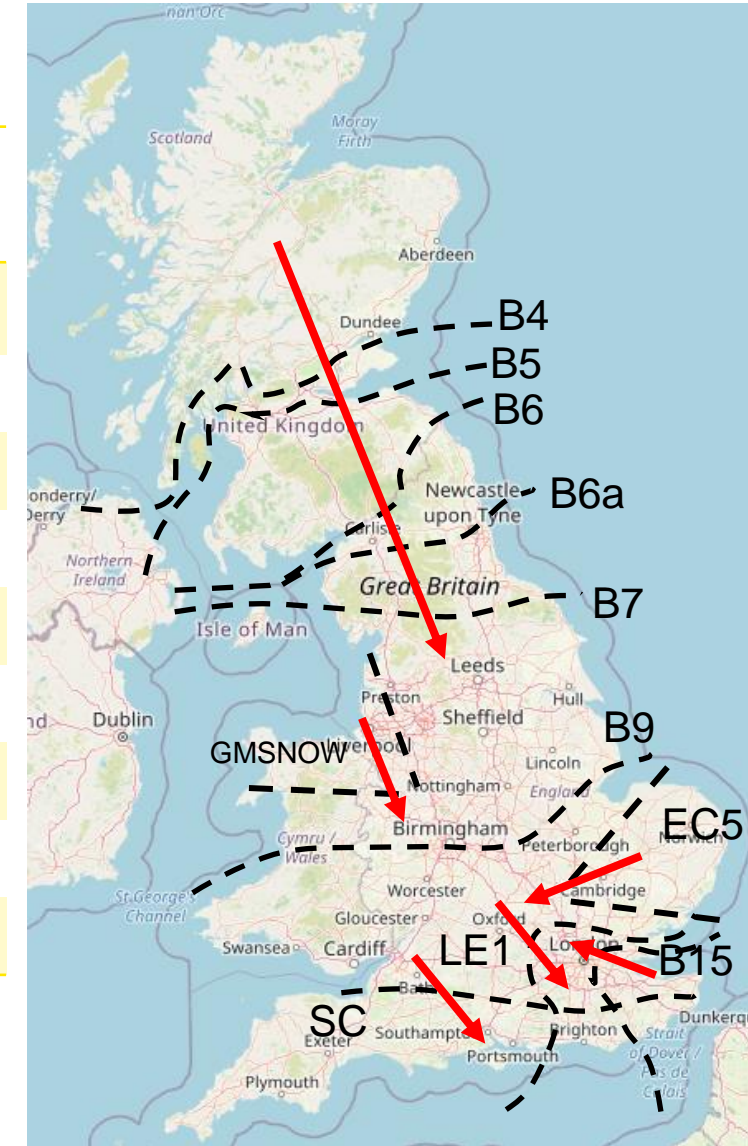 nan Orc
Moray
Firth
Scotland
Aberdeen
Dundee
B4
B5
B6
United Kingdom
onderry/
Derry
Newcastle
upon Tyne
B6a
Carlisle
Northern
Ireland
Great Britain
B7
Isle of Man
Leeds
Preston
Hull
nd
Dublin
Sheffield
GMSNOW
Liverpool
B9
Lincoln
Nottingham
England
EC5
Norwich
Birmingham
Cymru /
Wales
Peterborough
St George's
Channel
Worcester
Cambridge
Gloucester
Oxford
Swansea
Cardiff
LE1
London
B15
Bath
SC
Exeter
Southampto
Brighton
Portsmouth
Dunkerq
Strait
of Dover /
Pas de
Calais
Plymouth